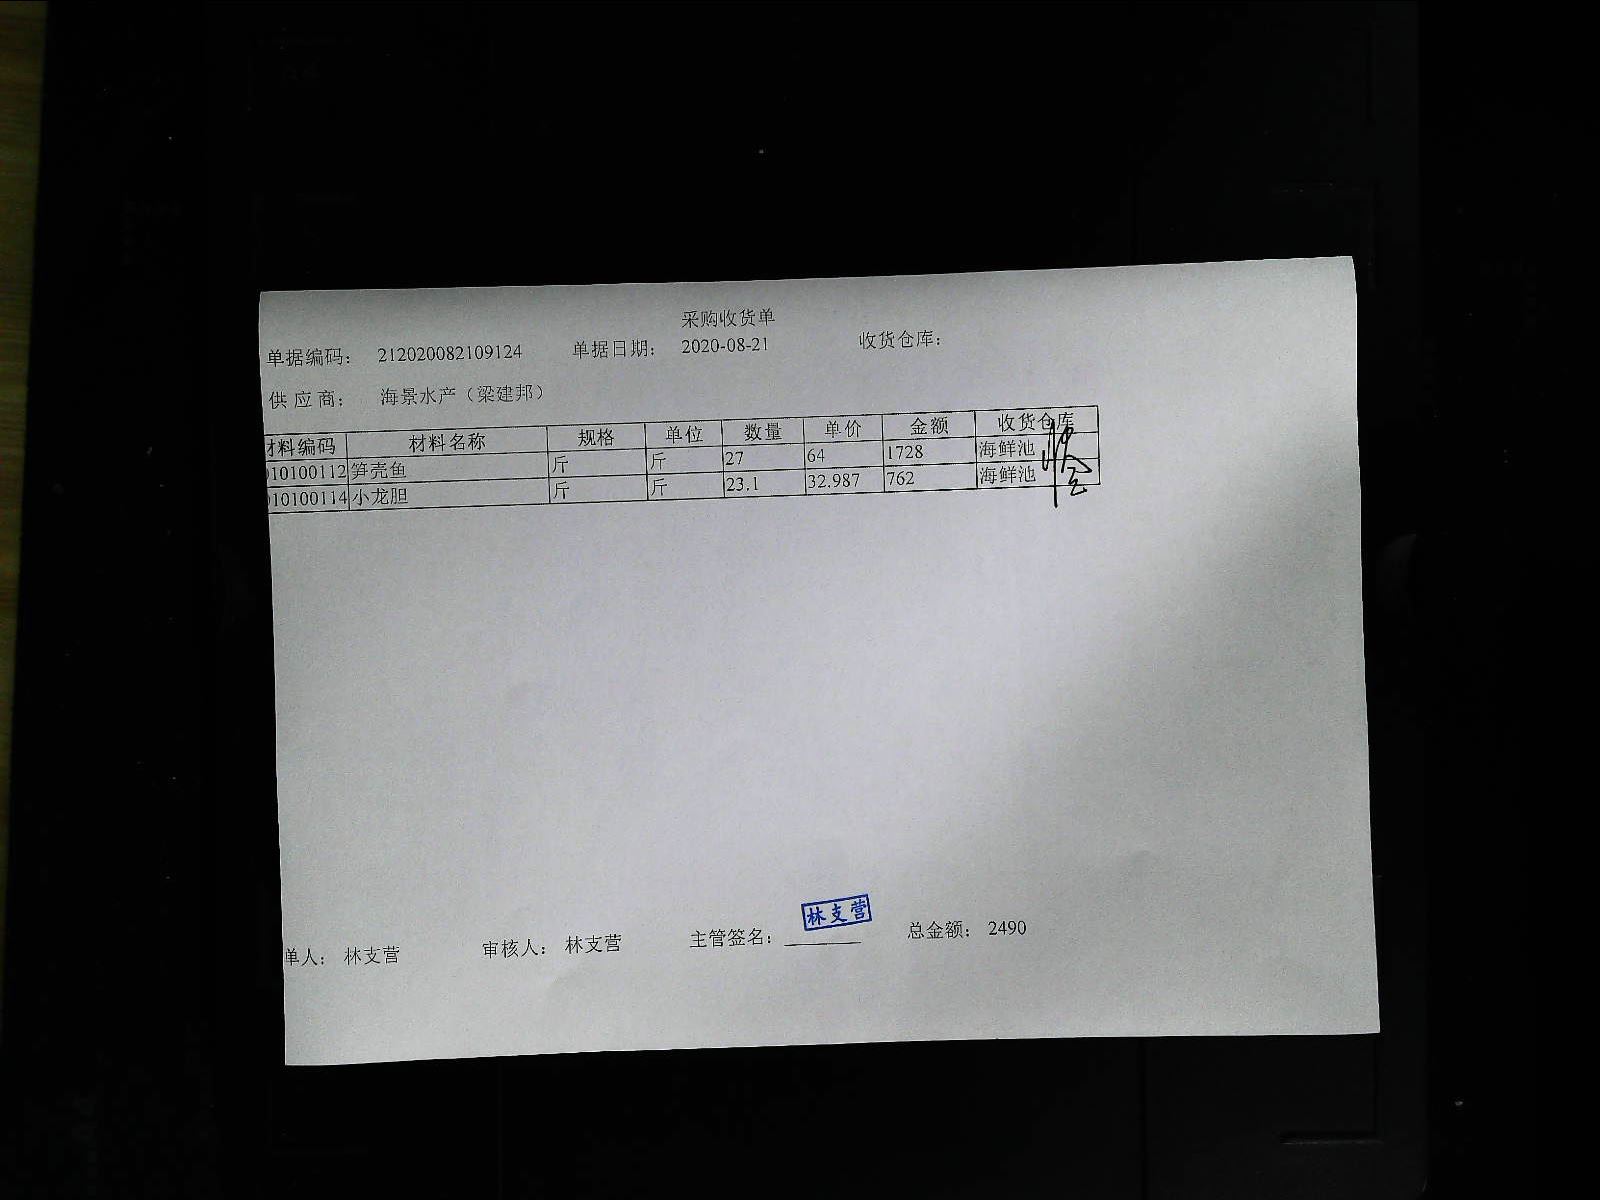 采购收货单
单据编码： 212020082109124 单据日期： 2020-08-21 收货仓库：
供应商： 海景水产（梁建邦）
材料编码 材料名称 规格 单位 数量 单价 金额 收货仓库
010100112 笋壳鱼 斤 斤 27 64 1728 海鲜池
010100114 小龙胆 斤 斤 23.1 32.987 762 海鲜池
林支营
单人： 林支营 审核人： 林支营 主管签名： 总金额： 2490